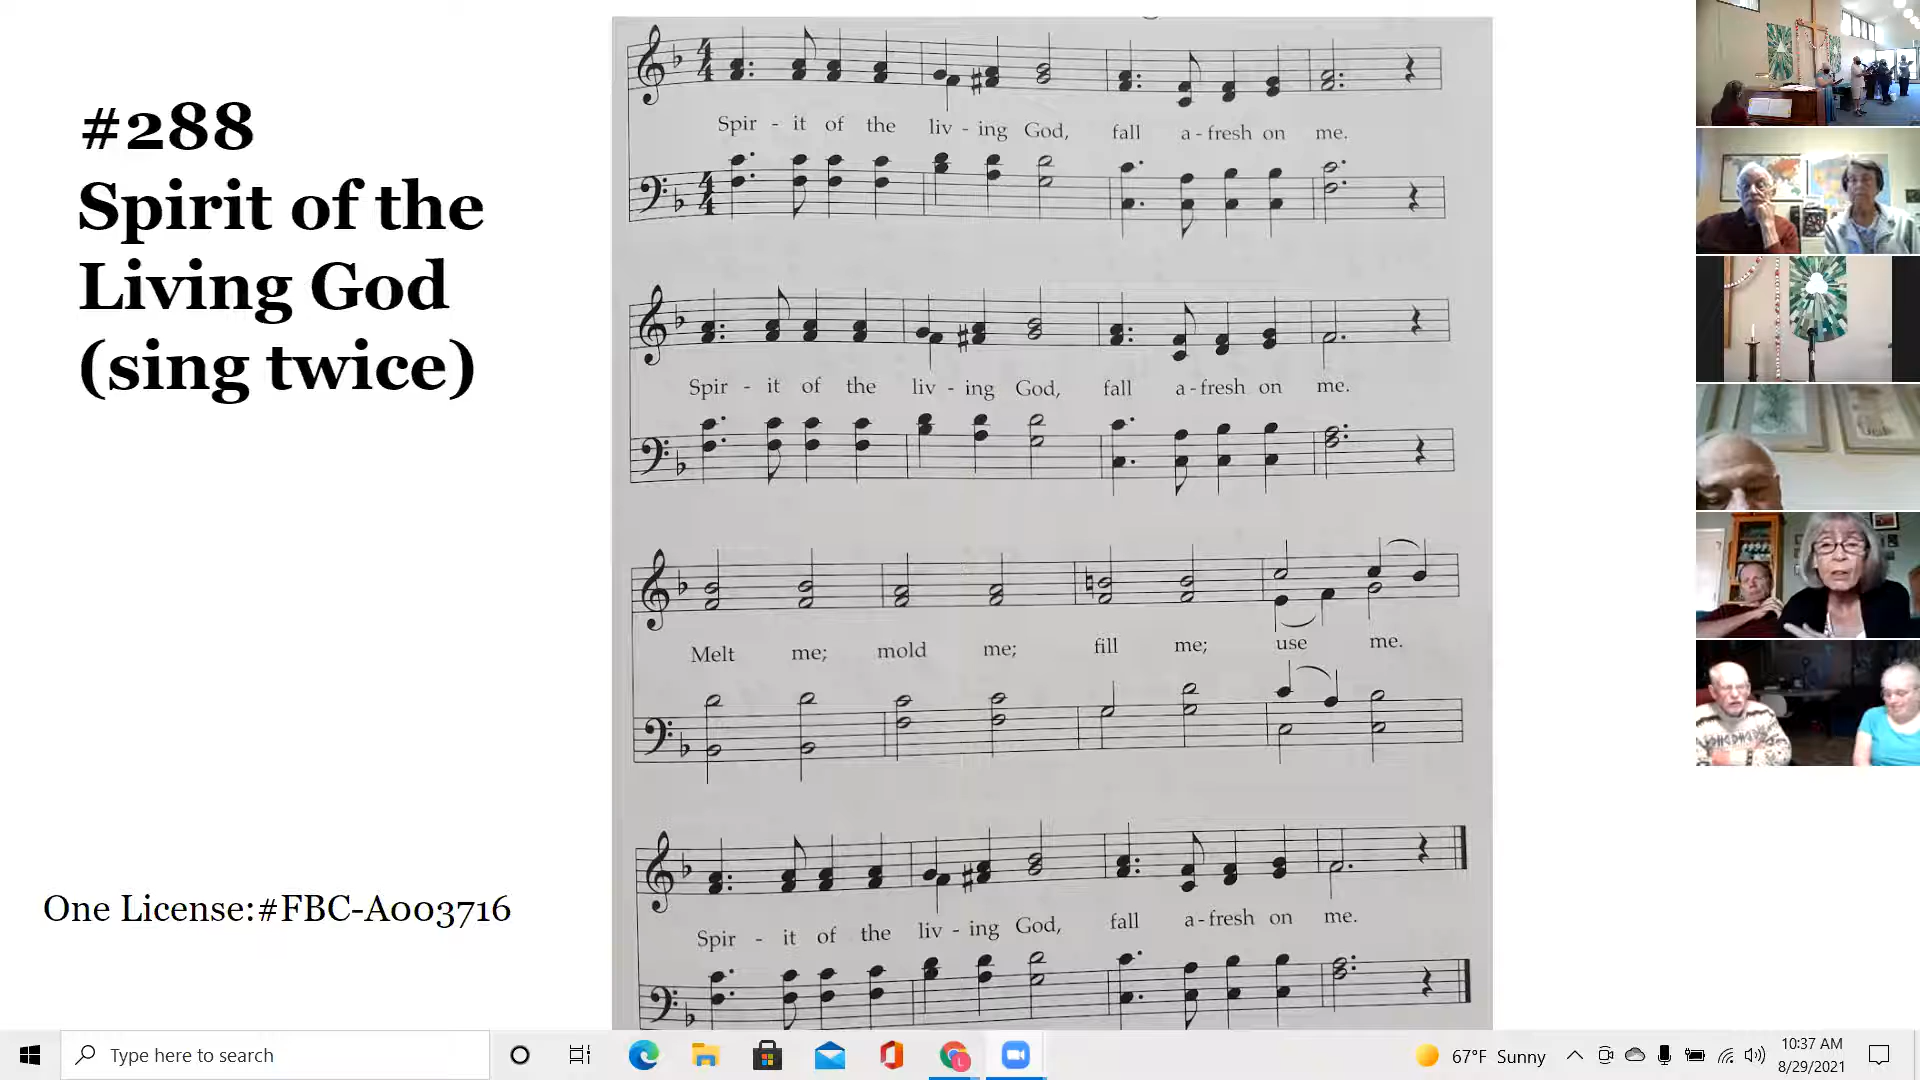 #288
Spirit of the
Living God
(sing twice)
One License:#FBC-A003716
Spir - it of the liv - ing God, fall a - fresh on me.
Spir - it of the liv - ing God, fall a - fresh on me.
Melt me; mold me; fill me; use me.
Spir - it of the liv - ing God, fall a - fresh on me.
Type here to search
67°F Sunny
10:37 AM
8/29/2021